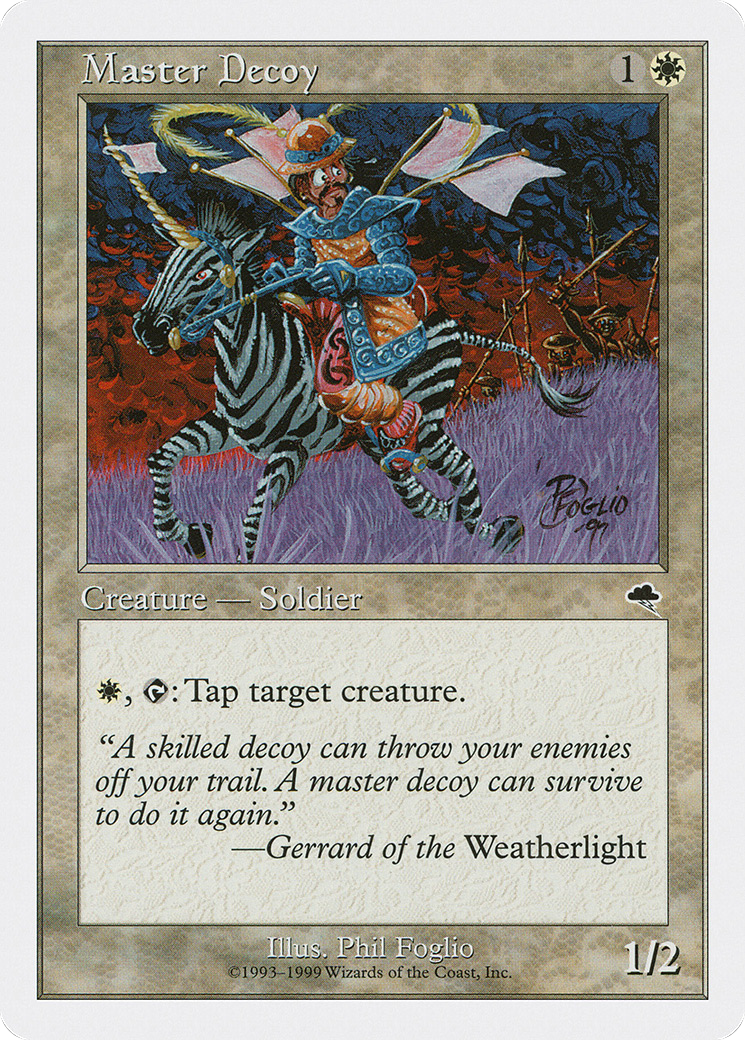 Master Decoy 1
P FOGLIO
-97
Creature — Soldier
, : Tap target creature.
“A skilled decoy can throw your enemies
off your trail. A master decoy can survive
to do it again.”
—Gerrard of the Weatherlight
Illus. Phil Foglio
©1993–1999 Wizards of the Coast, Inc.
1/2